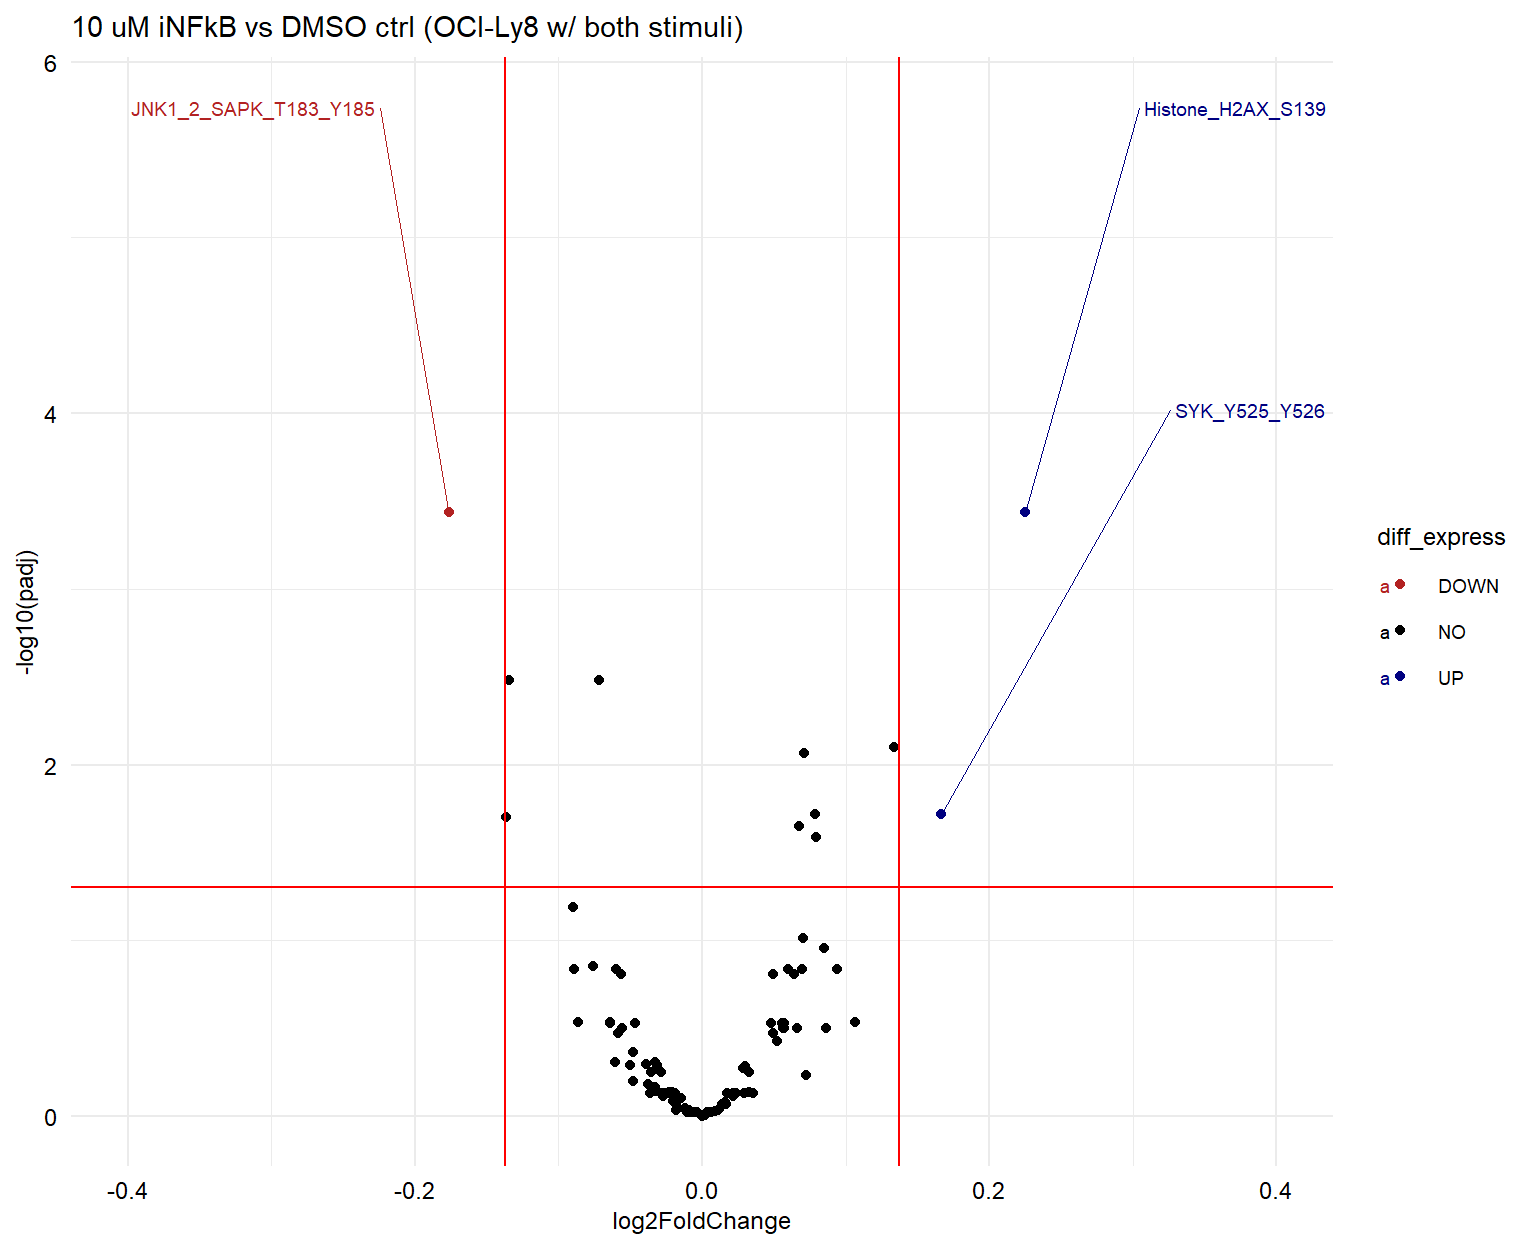 10 uM iNFkB vs DMSO ctrl (OCI-Ly8 w/ both stimuli)
6
JNK1_2_SAPK_T183_Y185
Histone_H2AX_S139
4
SYK_Y525_Y526
-log10(padj)
2
0
-0.4
-0.2
0.0
0.2
0.4
log2FoldChange
diff_express
a DOWN
a NO
a UP